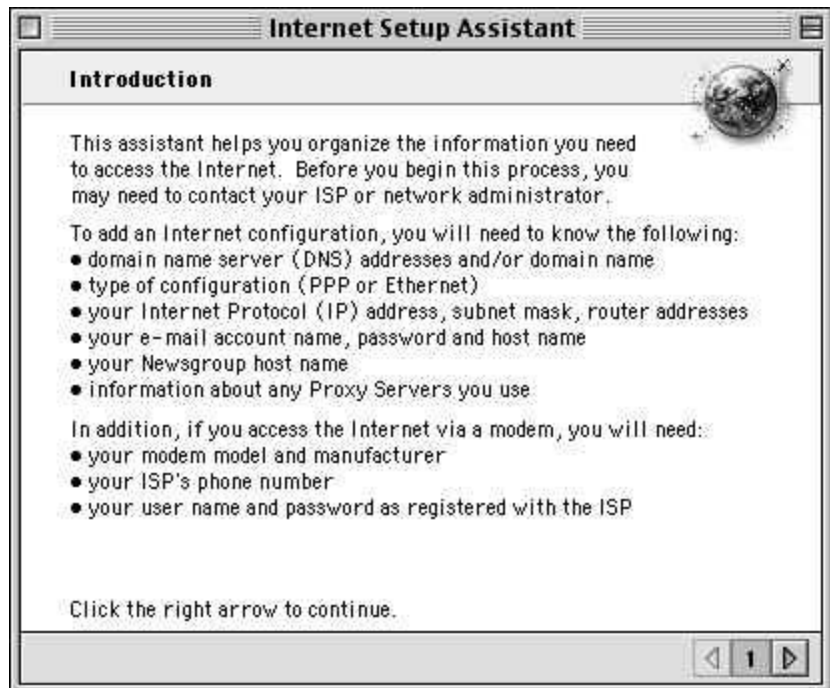 Internet Setup Assistant
Introduction
This assistant helps you organize the information you need
to access the Internet.  Before you begin this process, you
may need to contact your ISP or network administrator.
To add an Internet configuration, you will need to know the following:
● domain name server (DNS) addresses and/or domain name
● type of configuration (PPP or Ethernet)
● your Internet Protocol (IP) address, subnet mask, router addresses
● your e-mail account name, password and host name
● your Newsgroup host name
● information about any Proxy Servers you use
In addition, if you access the Internet via a modem, you will need:
● your modem model and manufacturer
● your ISP's phone number
● your user name and password as registered with the ISP
Click the right arrow to continue.
1